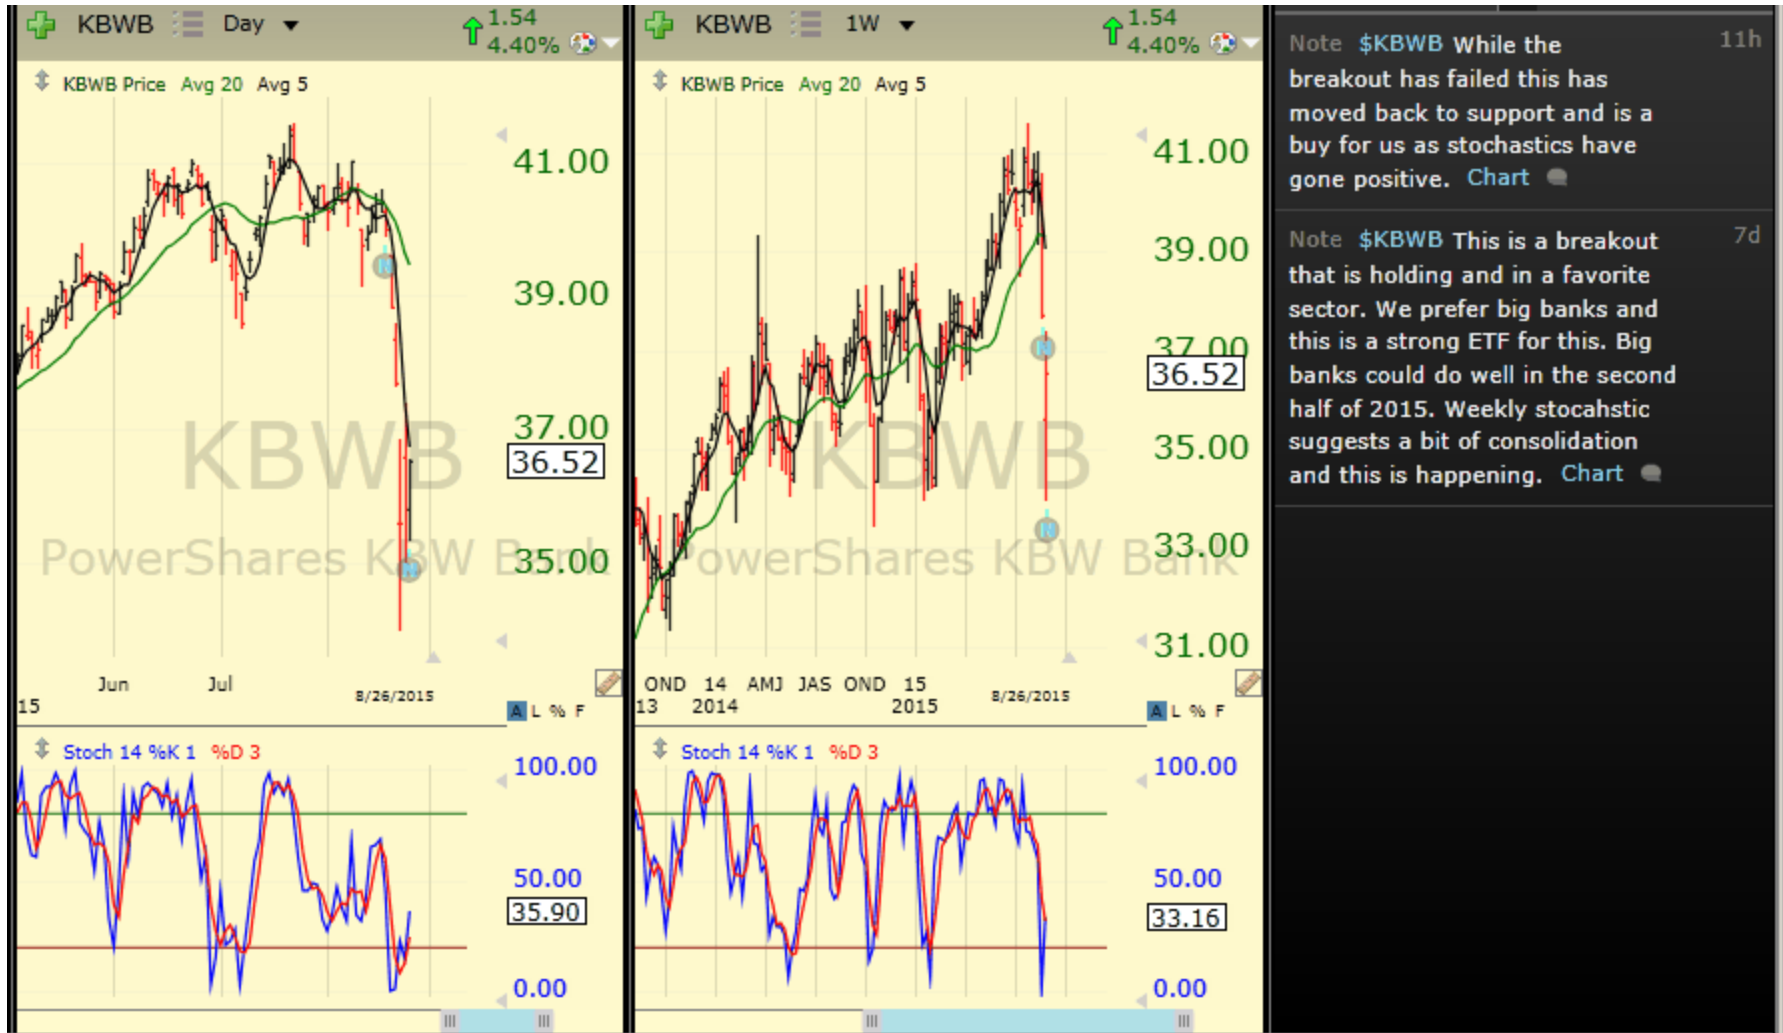 KBWB Day 1.54
4.40%
KBWB Price Avg 20 Avg 5
41.00
39.00
37.00
36.52
KBWB
PowerShares KBW Bank
35.00
Jun Jul 8/26/2015
15
A L % F
Stoch 14 %K 1 %D 3
100.00
50.00
35.90
0.00
KBWB 1W 1.54
4.40%
KBWB Price Avg 20 Avg 5
41.00
39.00
37.00
36.52
35.00
KBWB
33.00
PowerShares KBW Bank
31.00
OND 14 AMJ JAS OND 15 8/26/2015
13 2014 2015
A L % F
Stoch 14 %K 1 %D 3
100.00
50.00
33.16
0.00
Note $KBWB While the 11h
breakout has failed this has
moved back to support and is a
buy for us as stochastics have
gone positive. Chart
Note $KBWB This is a breakout 7d
that is holding and in a favorite
sector. We prefer big banks and
this is a strong ETF for this. Big
banks could do well in the second
half of 2015. Weekly stocahstic
suggests a bit of consolidation
and this is happening. Chart